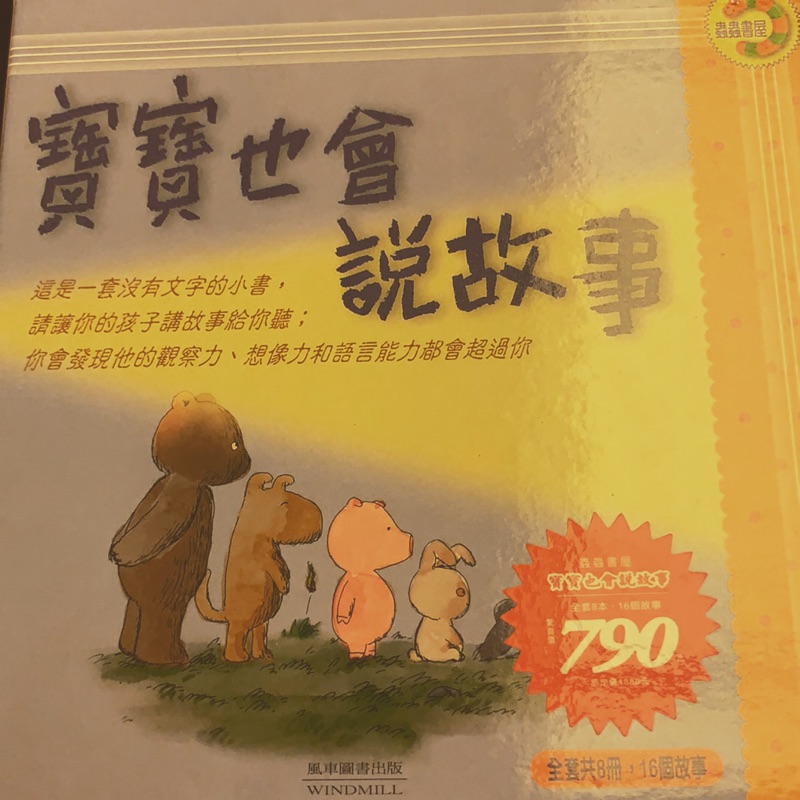 蟲蟲書屋
寶寶也會
說故事
這是一套沒有文字的小書，
請讓你的孩子講故事給你聽；
你會發現他的觀察力、想像力和語言能力都會超過你
蟲蟲書屋
寶寶也會說故事
全套8本·16個故事
790
全套共8冊，16個故事
風車圖書出版
WINDMILL